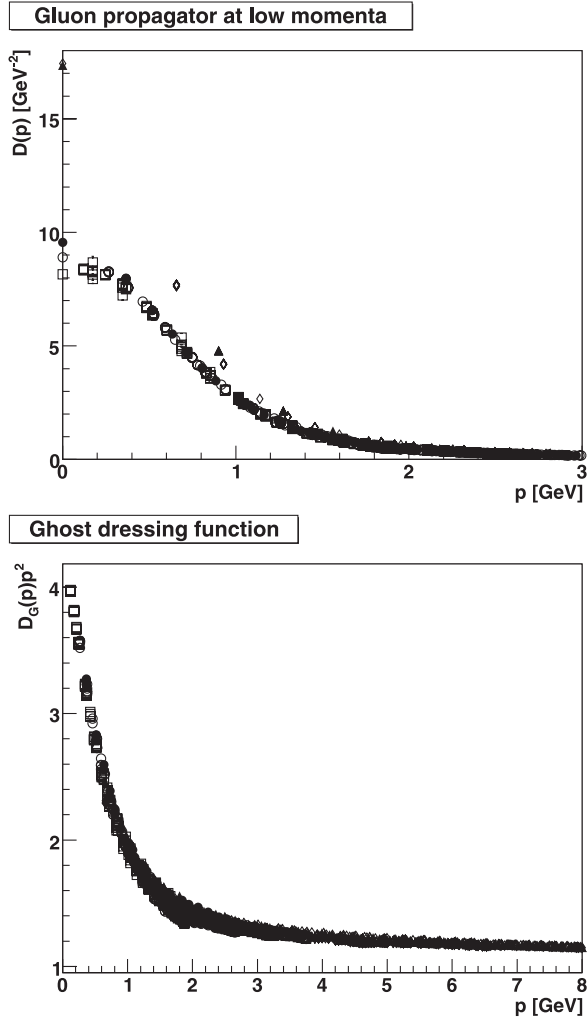 Gluon propagator at low momenta
D(p) [GeV⁻²]
15
10
5
0
0 1 2 3
p [GeV]
Ghost dressing function
D_G(p)p²
4
3
2
1
0 1 2 3 4 5 6 7 8
p [GeV]